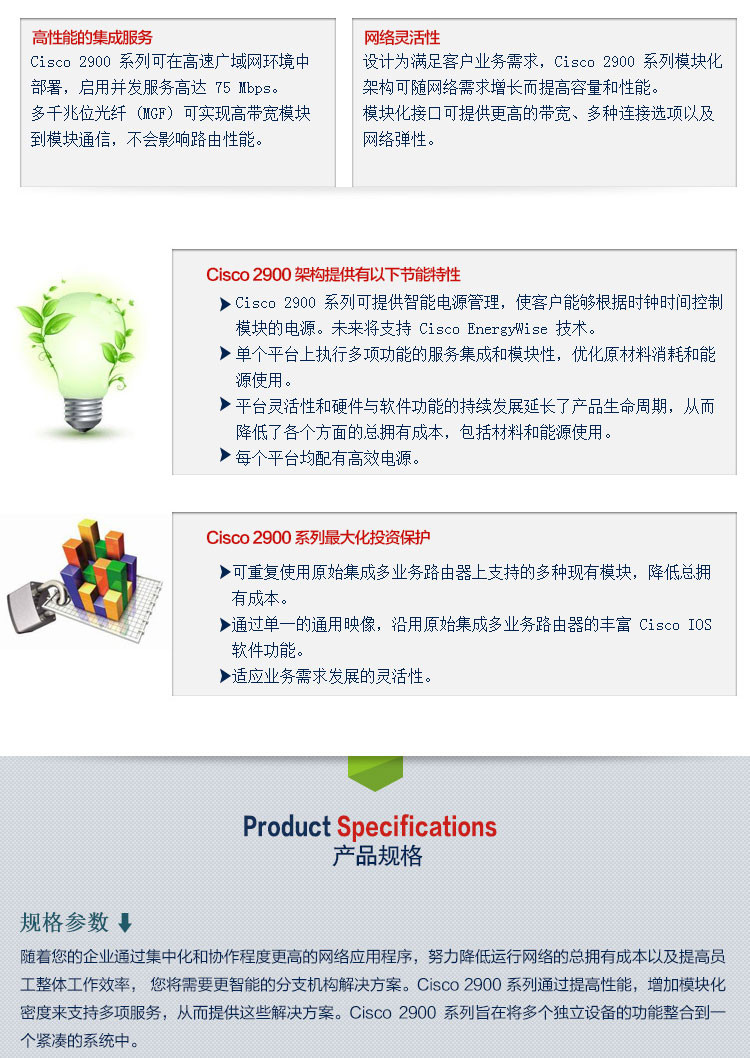 高性能的集成服务
Cisco 2900 系列可在高速广域网环境中
部署，启用并发服务高达 75 Mbps。
多千兆位光纤 (MGF) 可实现高带宽模块
到模块通信，不会影响路由性能。
网络灵活性
设计为满足客户业务需求，Cisco 2900 系列模块化
架构可随网络需求增长而提高容量和性能。
模块化接口可提供更高的带宽、多种连接选项以及
网络弹性。
Cisco 2900 架构提供有以下节能特性
Cisco 2900 系列可提供智能电源管理，使客户能够根据时钟时间控制
模块的电源。未来将支持 Cisco EnergyWise 技术。
单个平台上执行多项功能的服务集成和模块性，优化原材料消耗和能
源使用。
平台灵活性和硬件与软件功能的持续发展延长了产品生命周期，从而
降低了各个方面的总拥有成本，包括材料和能源使用。
每个平台均配有高效电源。
Cisco 2900 系列最大化投资保护
可重复使用原始集成多业务路由器上支持的多种现有模块，降低总拥
有成本。
通过单一的通用映像，沿用原始集成多业务路由器的丰富 Cisco IOS
软件功能。
适应业务需求发展的灵活性。
Product Specifications
产品规格
规格参数
随着您的企业通过集中化和协作程度更高的网络应用程序，努力降低运行网络的总拥有成本以及提高员
工整体工作效率， 您将需要更智能的分支机构解决方案。Cisco 2900 系列通过提高性能，增加模块化
密度来支持多项服务，从而提供这些解决方案。Cisco 2900 系列旨在将多个独立设备的功能整合到一
个紧凑的系统中。